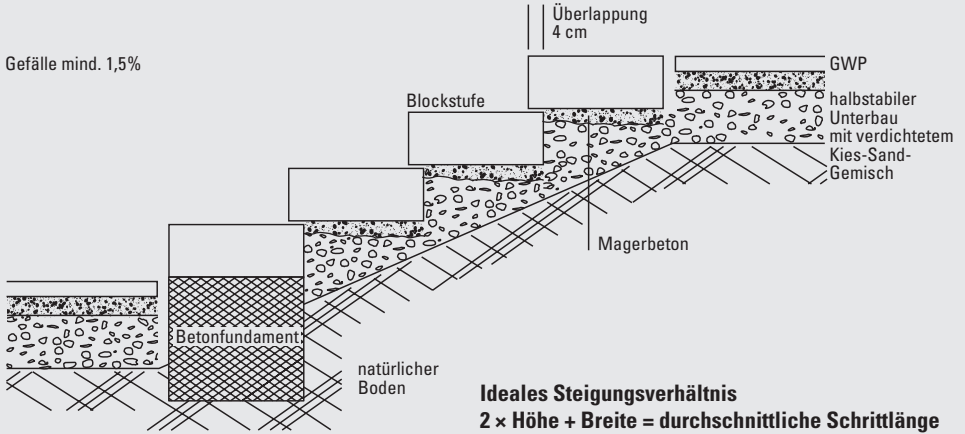 Überlappung
4 cm
Gefälle mind. 1,5%
GWP
Blockstufe
halbstabiler
Unterbau
mit verdichtetem
Kies-Sand-
Gemisch
Magerbeton
Betonfundament
natürlicher
Boden
Ideales Steigungsverhältnis
2 × Höhe + Breite = durchschnittliche Schrittlänge